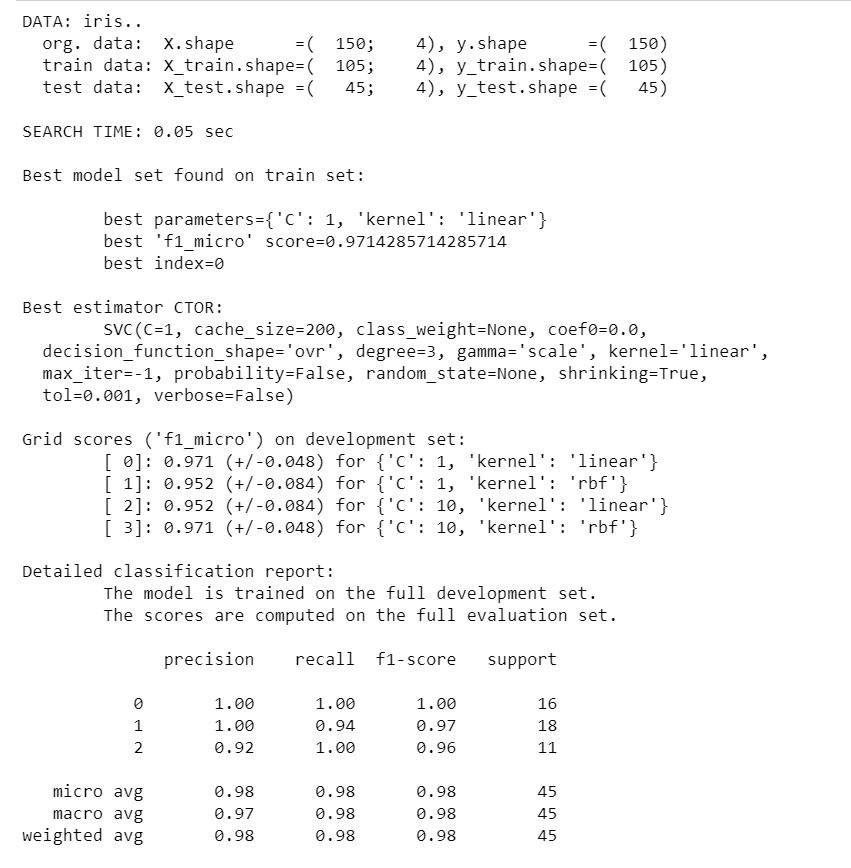 DATA: iris..
  org. data:  X.shape      =(  150;    4), y.shape      =(  150)
  train data: X_train.shape=(  105;    4), y_train.shape=(  105)
  test data:  X_test.shape =(   45;    4), y_test.shape =(   45)
SEARCH TIME: 0.05 sec
Best model set found on train set:
        best parameters={'C': 1, 'kernel': 'linear'}
        best 'f1_micro' score=0.9714285714285714
        best index=0
Best estimator CTOR:
        SVC(C=1, cache_size=200, class_weight=None, coef0=0.0,
  decision_function_shape='ovr', degree=3, gamma='scale', kernel='linear',
  max_iter=-1, probability=False, random_state=None, shrinking=True,
  tol=0.001, verbose=False)
Grid scores ('f1_micro') on development set:
        [ 0]: 0.971 (+/-0.048) for {'C': 1, 'kernel': 'linear'}
        [ 1]: 0.952 (+/-0.084) for {'C': 1, 'kernel': 'rbf'}
        [ 2]: 0.952 (+/-0.084) for {'C': 10, 'kernel': 'linear'}
        [ 3]: 0.971 (+/-0.048) for {'C': 10, 'kernel': 'rbf'}
Detailed classification report:
        The model is trained on the full development set.
        The scores are computed on the full evaluation set.
              precision    recall  f1-score   support
           0       1.00      1.00      1.00        16
           1       1.00      0.94      0.97        18
           2       0.92      1.00      0.96        11
   micro avg       0.98      0.98      0.98        45
   macro avg       0.97      0.98      0.98        45
weighted avg       0.98      0.98      0.98        45